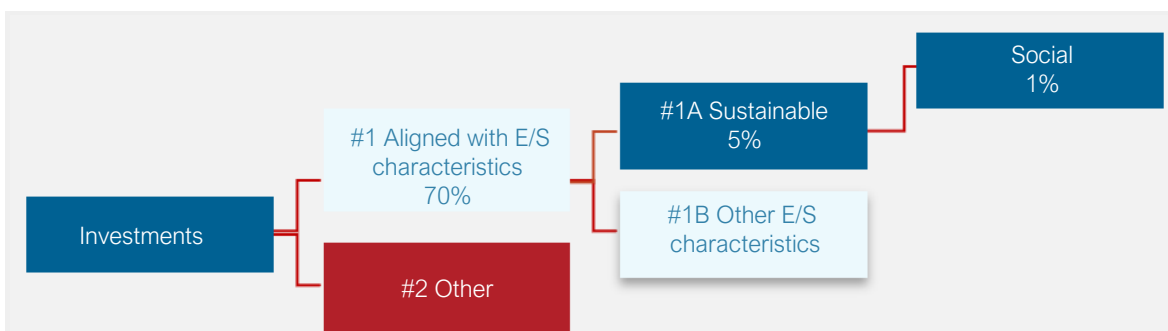 Investments
#1 Aligned with E/S
characteristics
70%
#2 Other
#1A Sustainable
5%
#1B Other E/S
characteristics
Social
1%